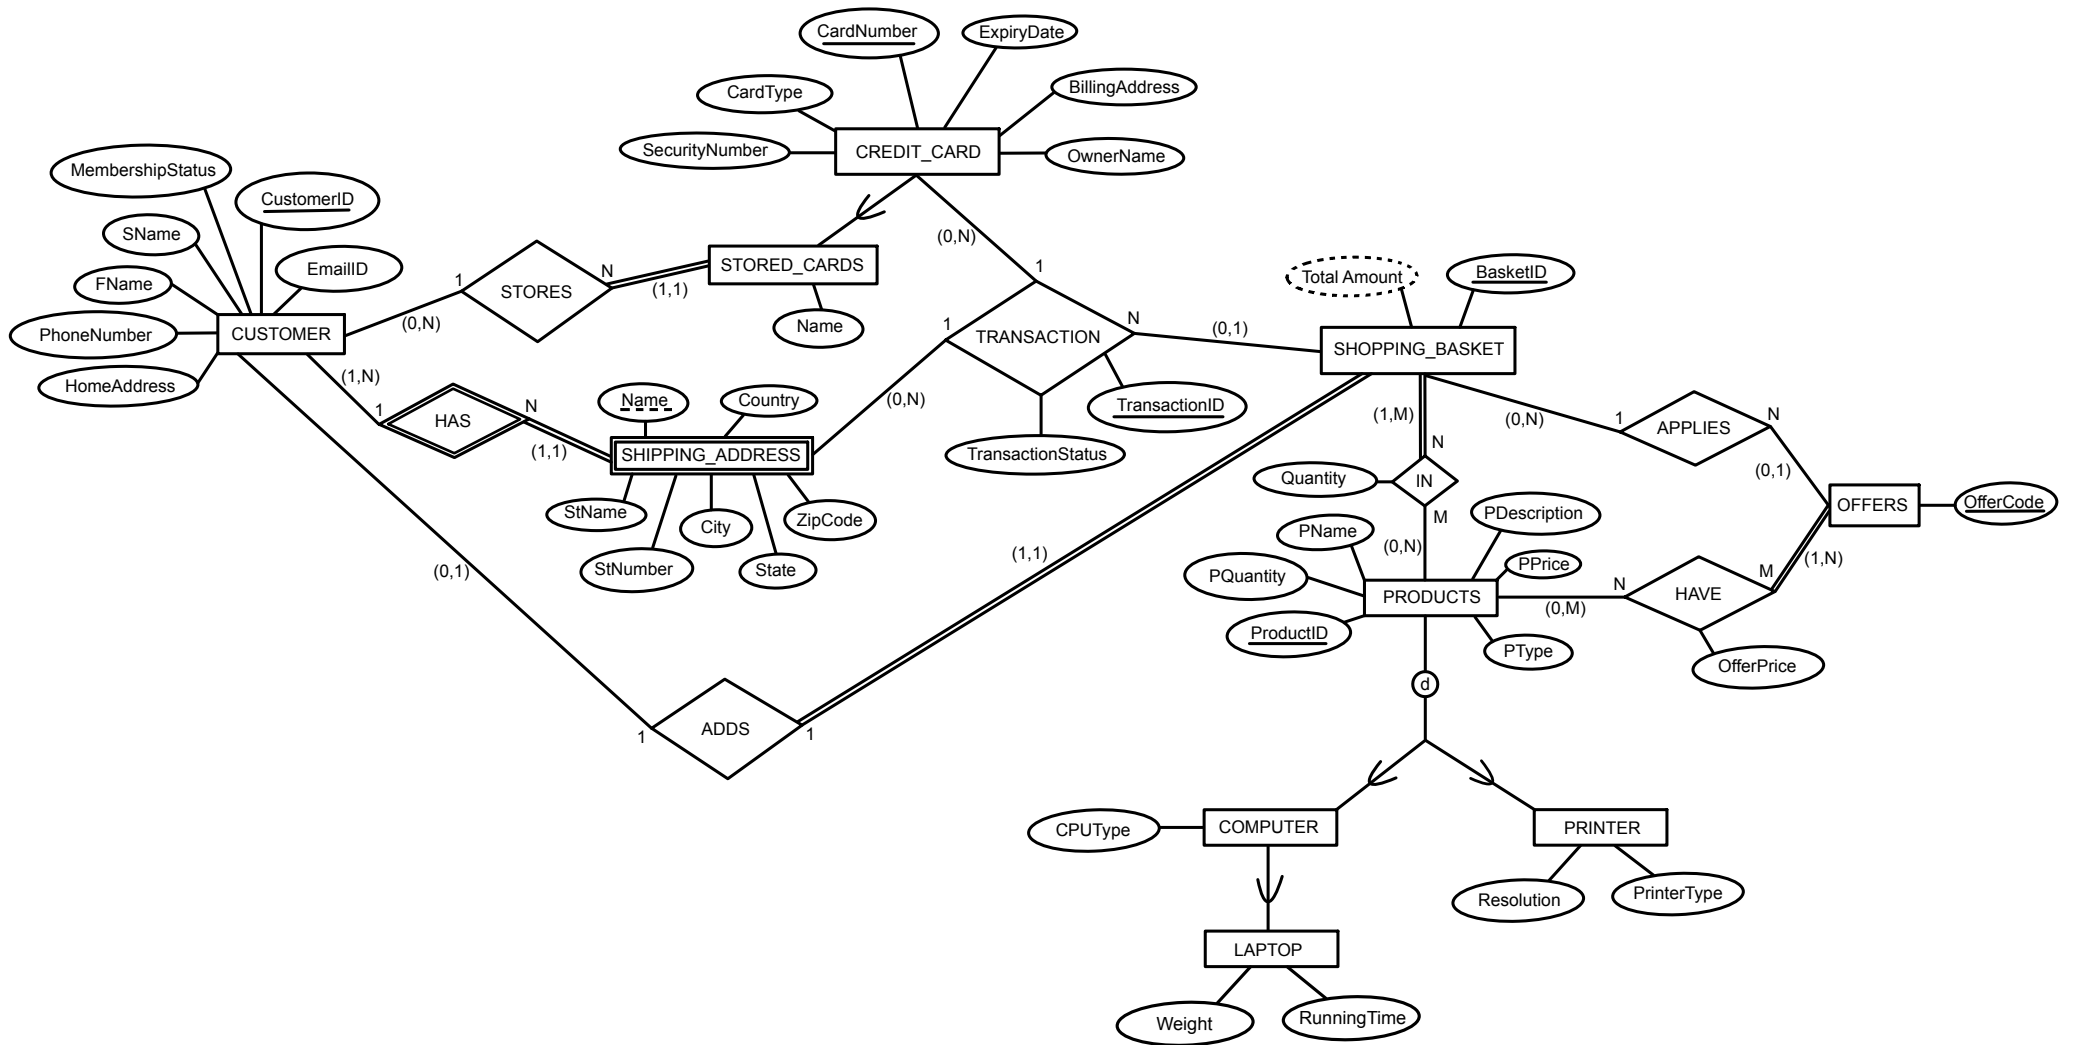 CardNumber
ExpiryDate
CardType
BillingAddress
SecurityNumber
CREDIT_CARD
OwnerName
MembershipStatus
CustomerID
SName
EmailID
FName
PhoneNumber
CUSTOMER
HomeAddress
(0,N)
1
STORES
N
(1,1)
STORED_CARDS
Name
(0,N)
1
1
TRANSACTION
N
(0,1)
(0,N)
TransactionID
TransactionStatus
Total Amount
BasketID
SHOPPING_BASKET
(1,N)
1
HAS
N
(1,1)
Name
Country
SHIPPING_ADDRESS
StName
StNumber
City
State
ZipCode
(0,1)
1
ADDS
1
(1,1)
(1,M)
N
IN
Quantity
M
(0,N)
(0,N)
1
APPLIES
N
(0,1)
OFFERS
OfferCode
(1,N)
M
HAVE
N
(0,M)
OfferPrice
PName
PDescription
PQuantity
PPrice
PRODUCTS
ProductID
PType
d
CPUType
COMPUTER
PRINTER
Resolution
PrinterType
LAPTOP
Weight
RunningTime